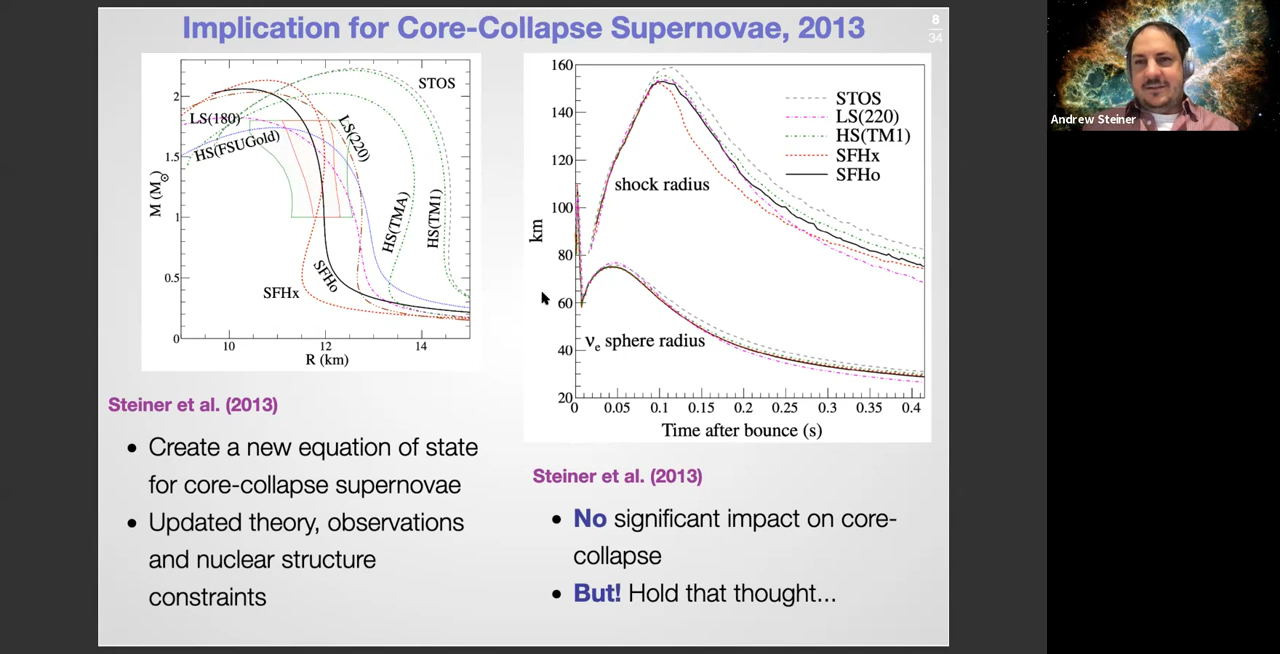 Implication for Core-Collapse Supernovae, 2013
8
34
STOS
LS(180)
LS(220)
HS(FSUGold)
HS(TMA)
HS(TM1)
SFHo
SFHx
M (M☉)
2
1.5
1
0.5
0
10
12
14
R (km)
160
140
120
100
80
60
40
20
km
STOS
LS(220)
HS(TM1)
SFHx
SFHo
shock radius
νe sphere radius
0
0.05
0.1
0.15
0.2
0.25
0.3
0.35
0.4
Time after bounce (s)
Steiner et al. (2013)
• Create a new equation of state
for core-collapse supernovae
• Updated theory, observations
and nuclear structure
constraints
Steiner et al. (2013)
• No significant impact on core-
collapse
• But! Hold that thought...
Andrew Steiner